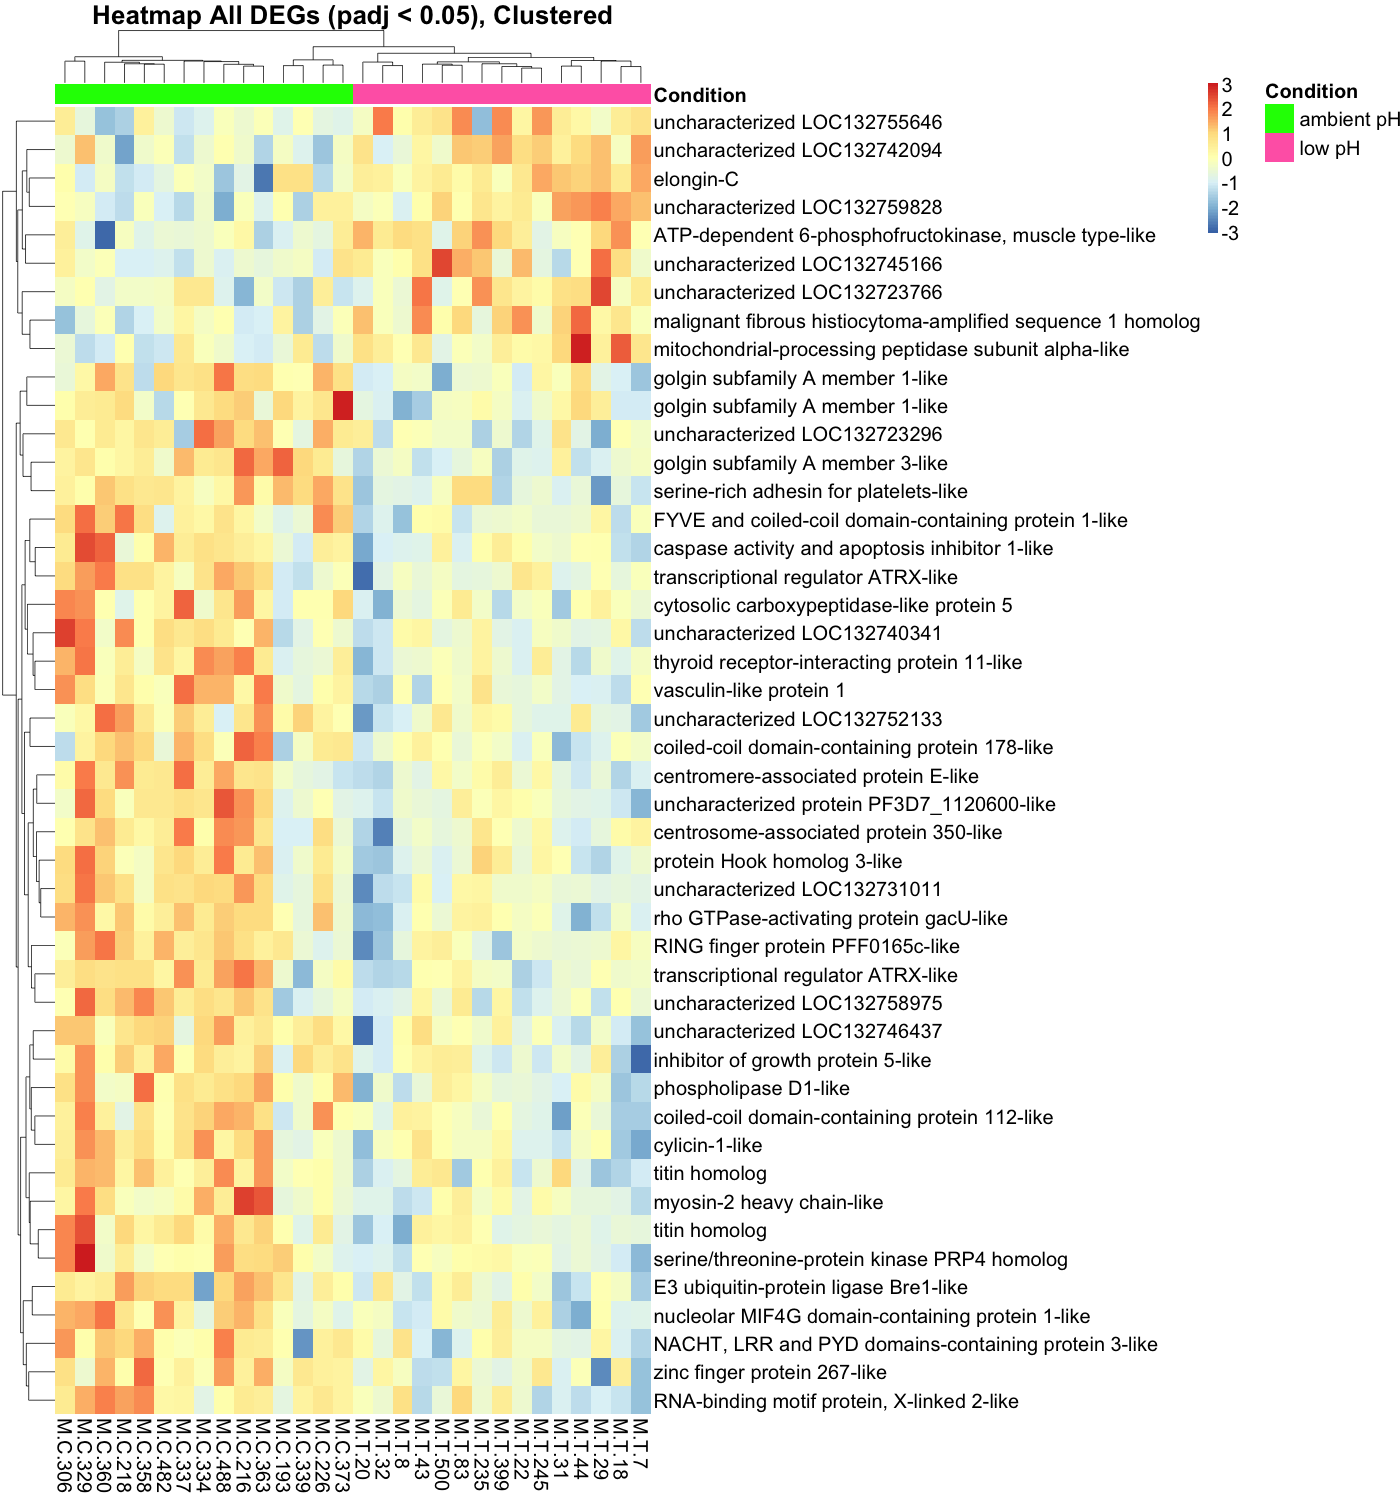 Heatmap All DEGs (padj < 0.05), Clustered
Condition
3
2
1
0
-1
-2
-3
Condition
ambient pH
low pH
uncharacterized LOC132755646
uncharacterized LOC132742094
elongin-C
uncharacterized LOC132759828
ATP-dependent 6-phosphofructokinase, muscle type-like
uncharacterized LOC132745166
uncharacterized LOC132723766
malignant fibrous histiocytoma-amplified sequence 1 homolog
mitochondrial-processing peptidase subunit alpha-like
golgin subfamily A member 1-like
golgin subfamily A member 1-like
uncharacterized LOC132723296
golgin subfamily A member 3-like
serine-rich adhesin for platelets-like
FYVE and coiled-coil domain-containing protein 1-like
caspase activity and apoptosis inhibitor 1-like
transcriptional regulator ATRX-like
cytosolic carboxypeptidase-like protein 5
uncharacterized LOC132740341
thyroid receptor-interacting protein 11-like
vasculin-like protein 1
uncharacterized LOC132752133
coiled-coil domain-containing protein 178-like
centromere-associated protein E-like
uncharacterized protein PF3D7_1120600-like
centrosome-associated protein 350-like
protein Hook homolog 3-like
uncharacterized LOC132731011
rho GTPase-activating protein gacU-like
RING finger protein PFF0165c-like
transcriptional regulator ATRX-like
uncharacterized LOC132758975
uncharacterized LOC132746437
inhibitor of growth protein 5-like
phospholipase D1-like
coiled-coil domain-containing protein 112-like
cylicin-1-like
titin homolog
myosin-2 heavy chain-like
titin homolog
serine/threonine-protein kinase PRP4 homolog
E3 ubiquitin-protein ligase Bre1-like
nucleolar MIF4G domain-containing protein 1-like
NACHT, LRR and PYD domains-containing protein 3-like
zinc finger protein 267-like
RNA-binding motif protein, X-linked 2-like
M.C.306
M.C.329
M.C.360
M.C.218
M.C.358
M.C.482
M.C.337
M.C.334
M.C.488
M.C.216
M.C.363
M.C.193
M.C.339
M.C.226
M.C.373
M.T.20
M.T.32
M.T.8
M.T.43
M.T.500
M.T.83
M.T.235
M.T.399
M.T.22
M.T.245
M.T.31
M.T.44
M.T.29
M.T.18
M.T.7